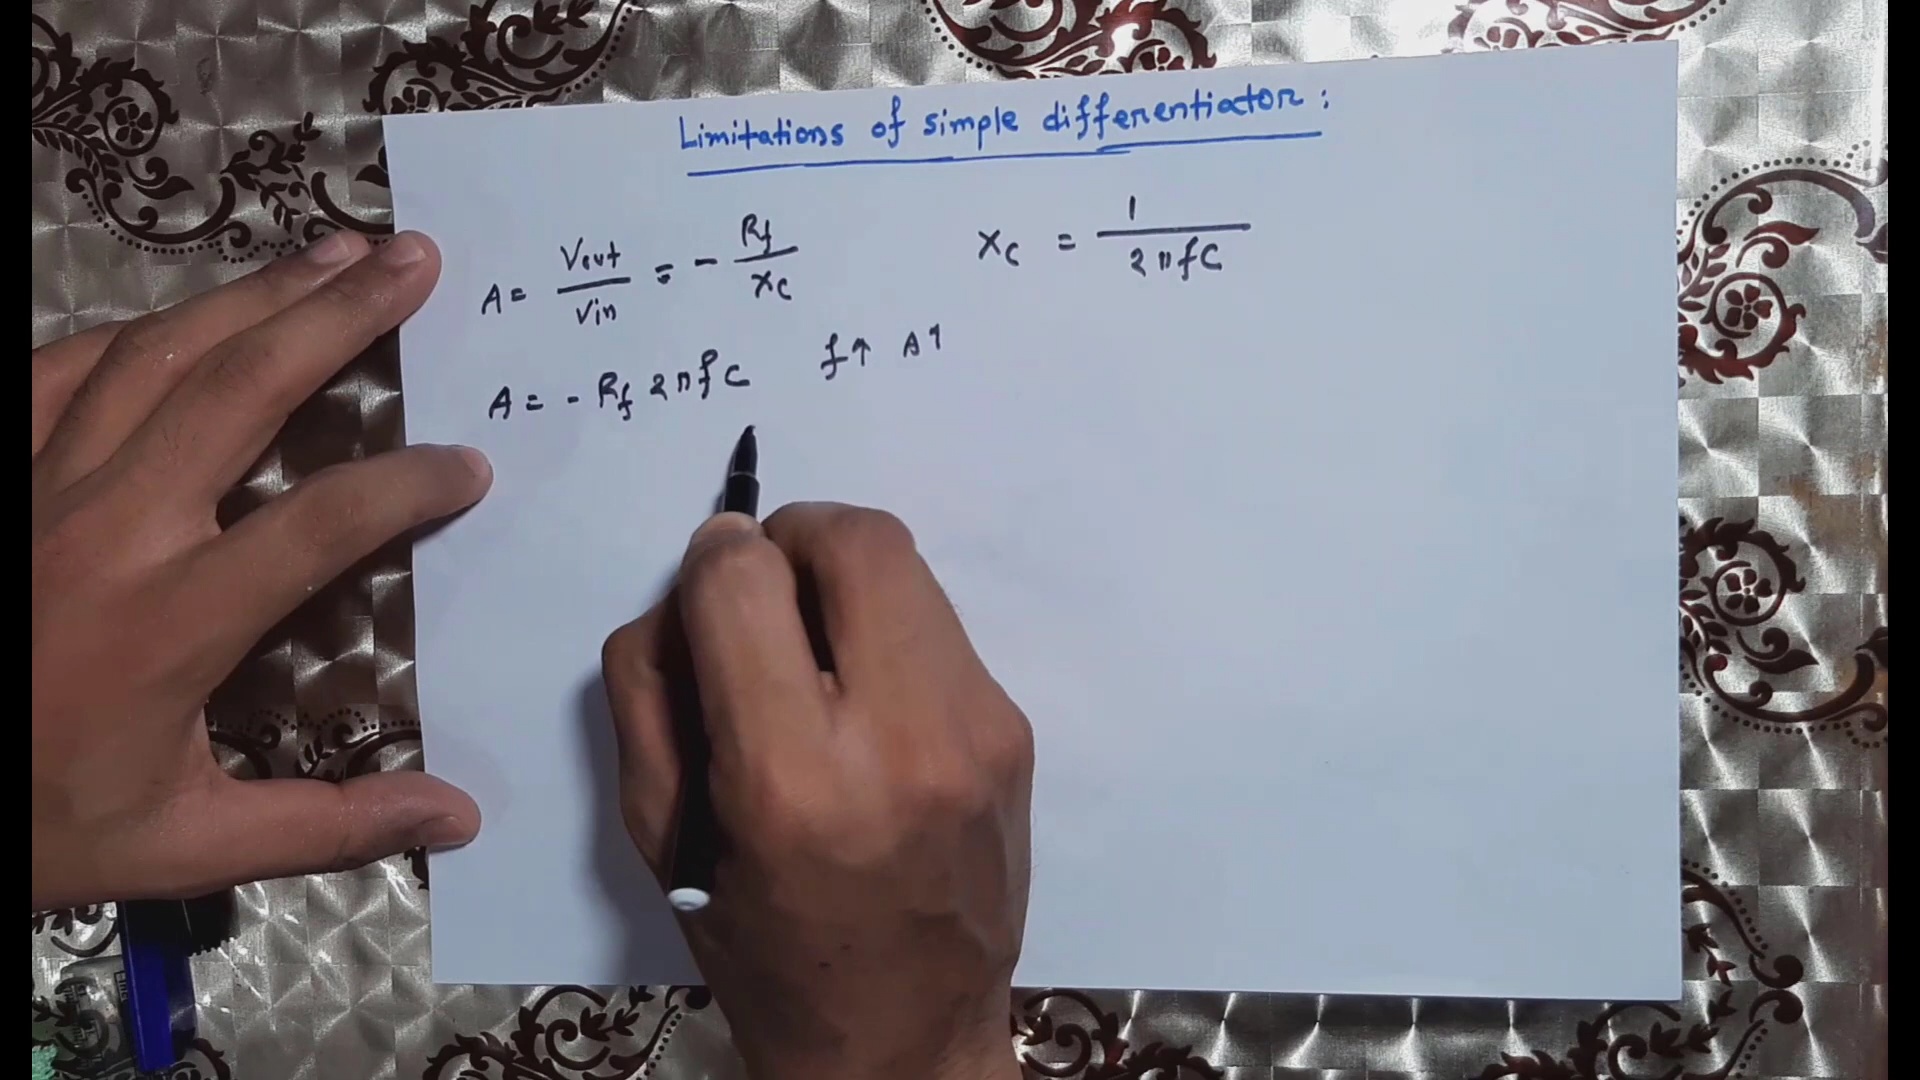 Limitations of simple differentiator :
A = Vout / Vin = - Rf / Xc
Xc = 1 / 2πfC
A = - Rf 2πfC f↑ A↑